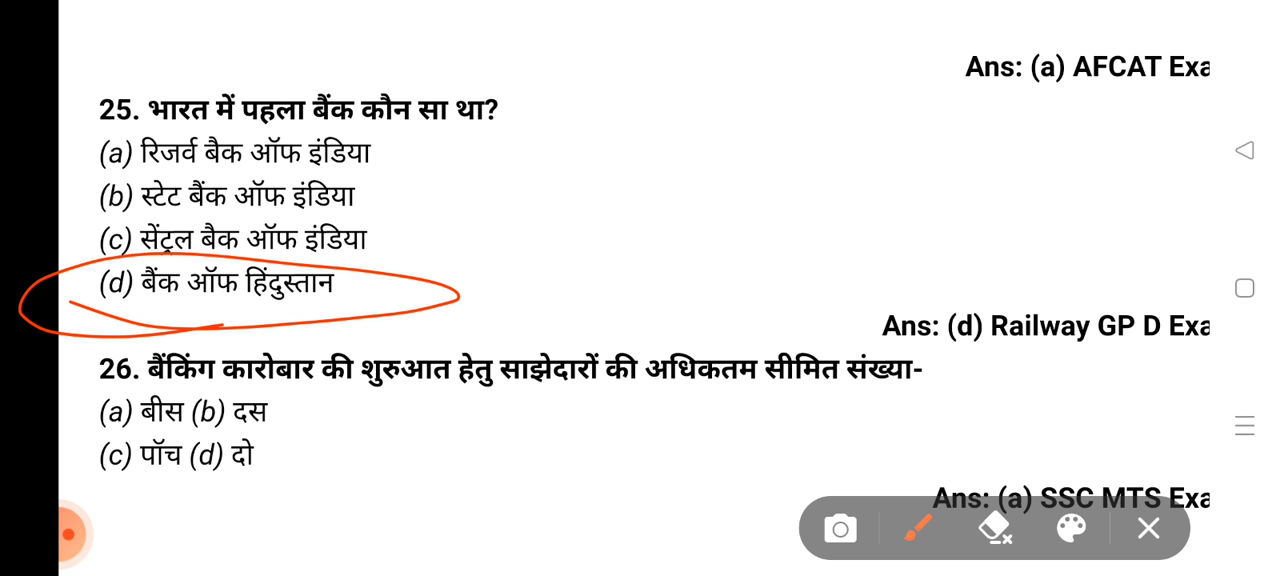 Ans: (a) AFCAT Exa
25. भारत में पहला बैंक कौन सा था?
(a) रिजर्व बैक ऑफ इंडिया
(b) स्टेट बैंक ऑफ इंडिया
(c) सेंट्रल बैक ऑफ इंडिया
(d) बैंक ऑफ हिंदुस्तान
Ans: (d) Railway GP D Exa
26. बैंकिंग कारोबार की शुरुआत हेतु साझेदारों की अधिकतम सीमित संख्या-
(a) बीस (b) दस
(c) पॉच (d) दो
Ans: (a) SSC MTS Exa